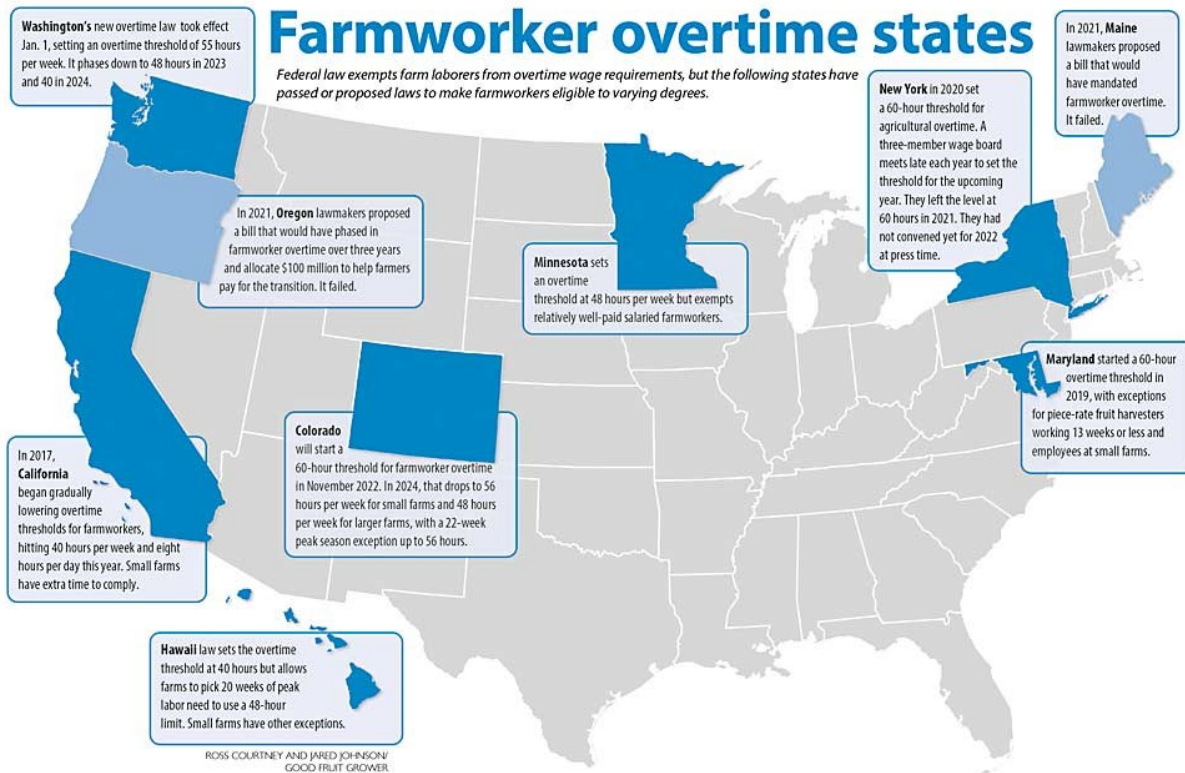 Farmworker overtime states
Federal law exempts farm laborers from overtime wage requirements, but the following states have
passed or proposed laws to make farmworkers eligible to varying degrees.
Washington's new overtime law took effect
Jan. 1, setting an overtime threshold of 55 hours
per week. It phases down to 48 hours in 2023
and 40 in 2024.
In 2021, Oregon lawmakers proposed
a bill that would have phased in
farmworker overtime over three years
and allocate $100 million to help farmers
pay for the transition. It failed.
In 2017,
California
began gradually
lowering overtime
thresholds for farmworkers,
hitting 40 hours per week and eight
hours per day this year. Small farms
have extra time to comply.
Colorado
will start a
60-hour threshold for farmworker overtime
in November 2022. In 2024, that drops to 56
hours per week for small farms and 48 hours
per week for larger farms, with a 22-week
peak season exception up to 56 hours.
Hawaii law sets the overtime
threshold at 40 hours but allows
farms to pick 20 weeks of peak
labor need to use a 48-hour
limit. Small farms have other exceptions.
Minnesota sets
an overtime
threshold at 48 hours per week but exempts
relatively well-paid salaried farmworkers.
New York in 2020 set
a 60-hour threshold for
agricultural overtime. A
three-member wage board
meets late each year to set the
threshold for the upcoming
year. They left the level at
60 hours in 2021. They had
not convened yet for 2022
at press time.
In 2021, Maine
lawmakers proposed
a bill that would
have mandated
farmworker overtime.
It failed.
Maryland started a 60-hour
overtime threshold in
2019, with exceptions
for piece-rate fruit harvesters
working 13 weeks or less and
employees at small farms.
ROSS COURTNEY AND JARED JOHNSON/
GOOD FRUIT GROWER